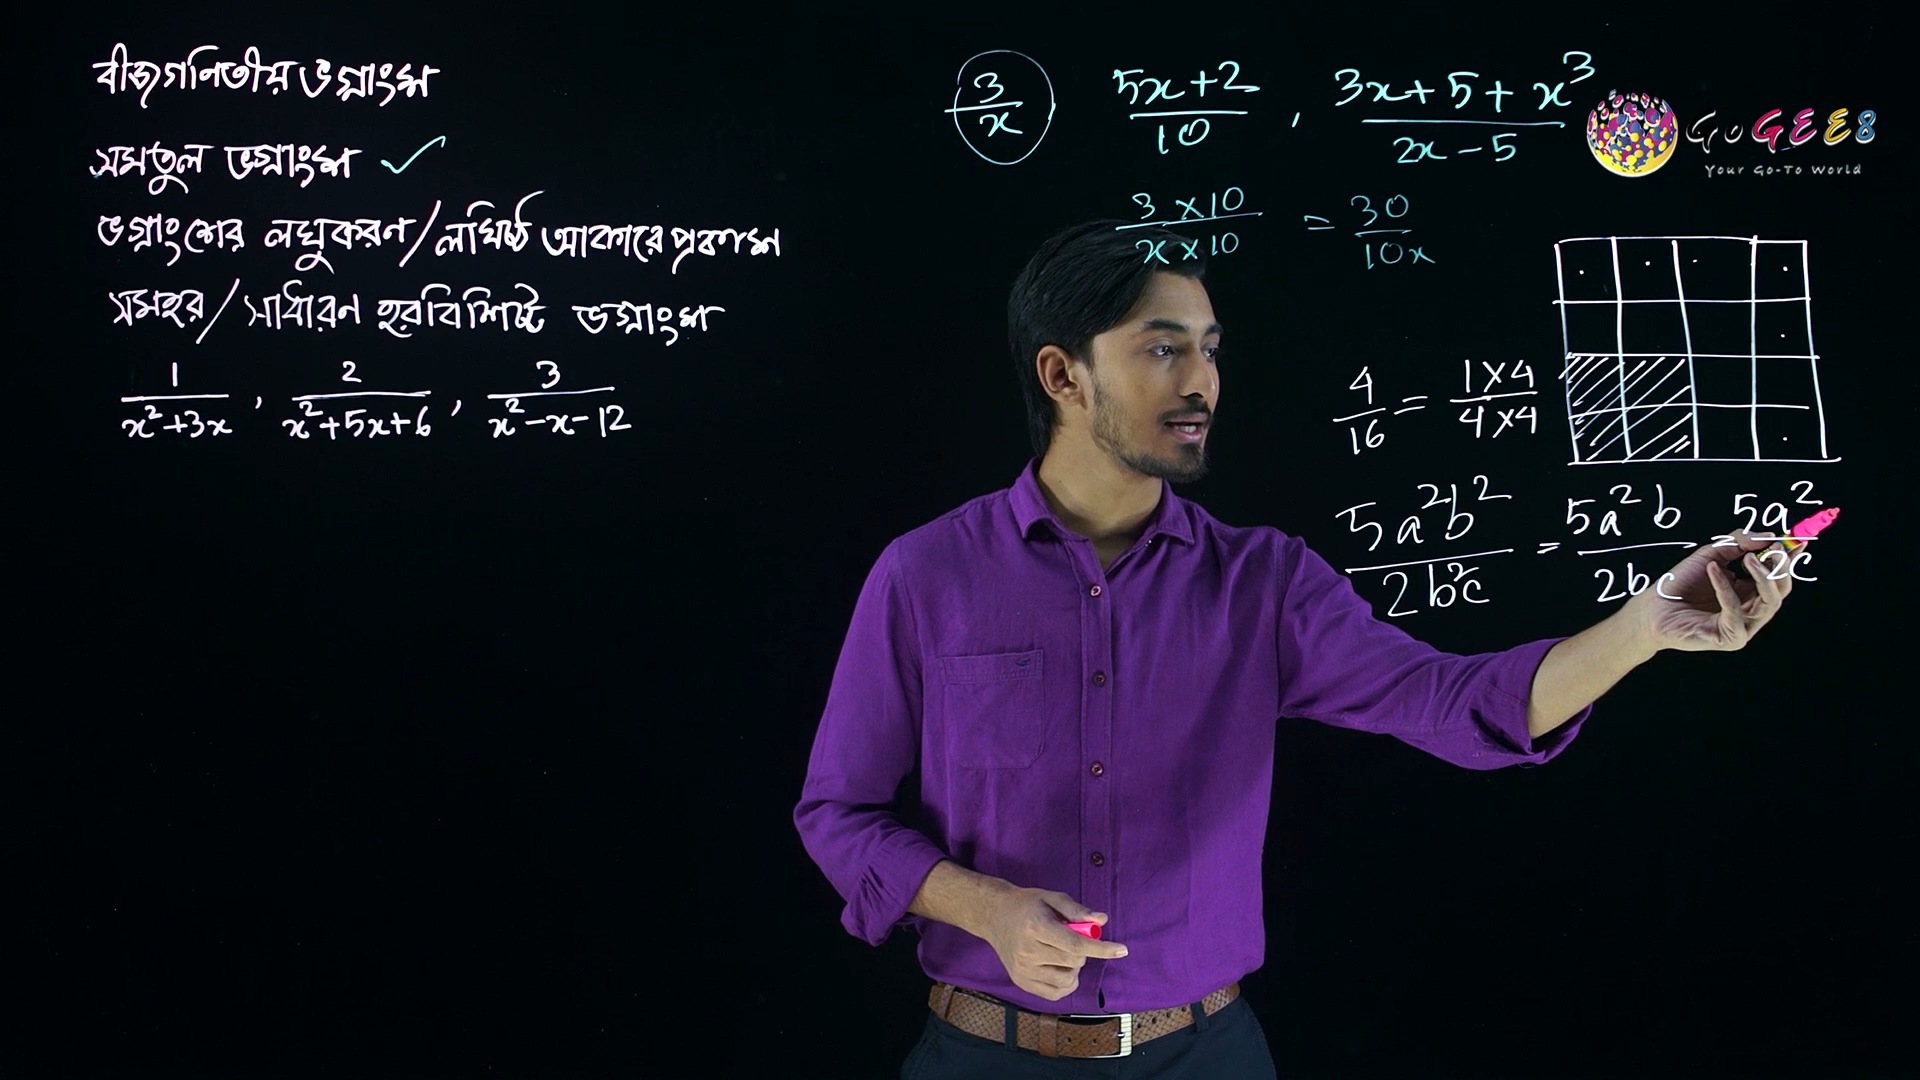 বীজগণিতীয় ভগ্নাংশ
সমতুল ভগ্নাংশ ✓
ভগ্নাংশের লঘুকরণ/লঘিষ্ঠ আকারে প্রকাশ
সমহর/সাধারন হরবিশিষ্ট ভগ্নাংশ
1/(x²+3x) , 2/(x²+5x+6) , 3/(x²-x-12)
3/x (5x+2)/10 , (3x+5+x³)/(2x-5)
GoGEE8
Your Go-To World
(3×10)/(x×10) = 30/10x
4/16 = (1×4)/(4×4)
5a²b²/2b²c = 5a²b/2bc = 5a²/2c